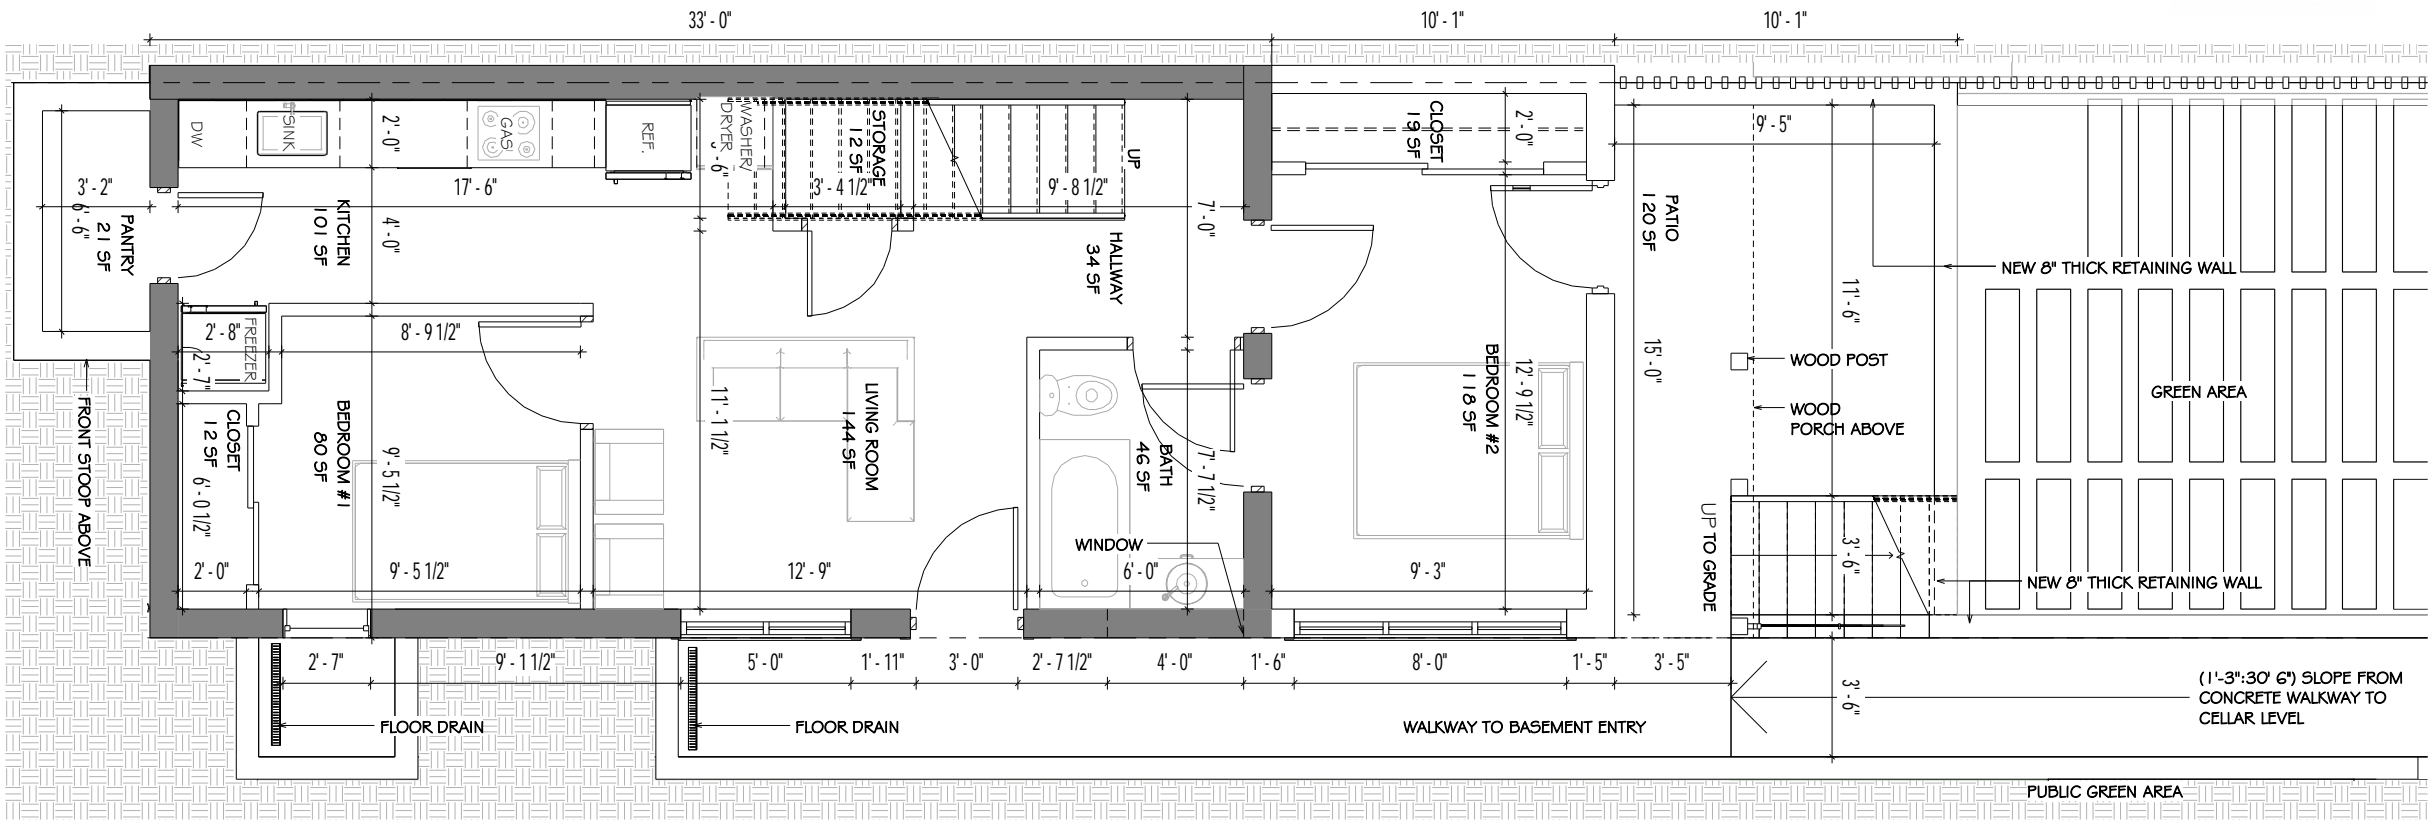 33' - 0"
10' - 1"
10' - 1"
DW
SINK
2' - 0"
GAS
REF.
WASHER/
DRYER
STORAGE
12 SF
UP
CLOSET
19 SF
2' - 0"
9' - 5"
3' - 2"
17' - 6"
3' - 4 1/2"
9' - 8 1/2"
PANTRY
21 SF
6' - 6"
KITCHEN
101 SF
4' - 0"
7' - 0"
HALLWAY
34 SF
PATIO
120 SF
NEW 8" THICK RETAINING WALL
11' - 6"
2' - 8"
FREEZER
2' - 7"
8' - 9 1/2"
15' - 0"
WOOD POST
GREEN AREA
WOOD
PORCH ABOVE
FRONT STOOP ABOVE
CLOSET
12 SF
6' - 0 1/2"
BEDROOM #1
80 SF
9' - 5 1/2"
11' - 1 1/2"
LIVING ROOM
144 SF
BATH
46 SF
7' - 7 1/2"
BEDROOM #2
118 SF
12' - 9 1/2"
WINDOW
UP TO GRADE
3' - 6"
2' - 0"
9' - 5 1/2"
12' - 9"
6' - 0"
9' - 3"
NEW 8" THICK RETAINING WALL
2' - 7"
9' - 1 1/2"
5' - 0"
1' - 11"
3' - 0"
2' - 7 1/2"
4' - 0"
1' - 6"
8' - 0"
1' - 5"
3' - 5"
3' - 6"
(1'-3":30' 6") SLOPE FROM
CONCRETE WALKWAY TO
CELLAR LEVEL
FLOOR DRAIN
FLOOR DRAIN
WALKWAY TO BASEMENT ENTRY
PUBLIC GREEN AREA